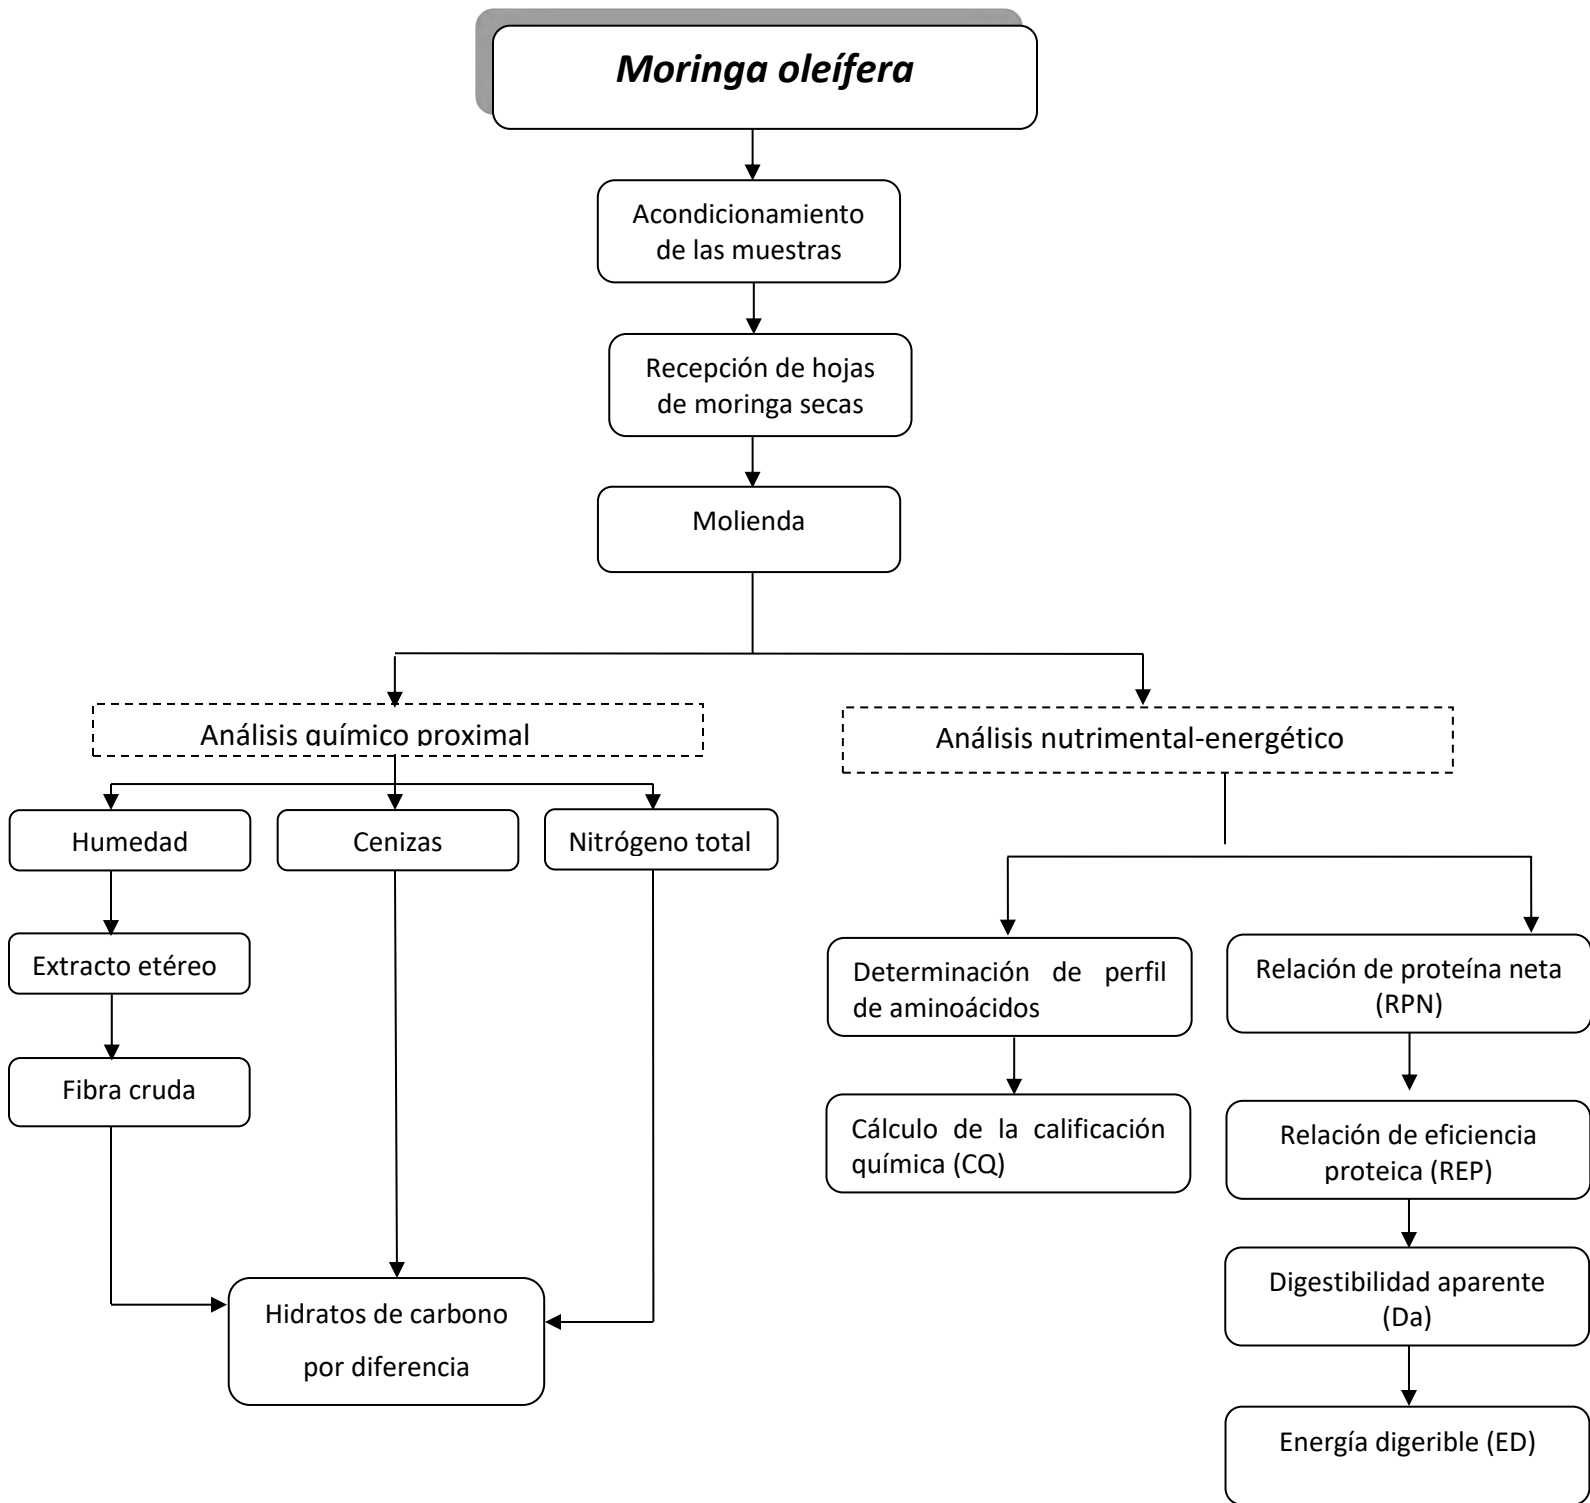 Moringa oleífera
Acondicionamiento
de las muestras
Recepción de hojas
de moringa secas
Molienda
Análisis químico proximal
Análisis nutrimental-energético
Humedad
Cenizas
Nitrógeno total
Extracto etéreo
Fibra cruda
Hidratos de carbono
por diferencia
Determinación de perfil
de aminoácidos
Cálculo de la calificación
química (CQ)
Relación de proteína neta
(RPN)
Relación de eficiencia
proteica (REP)
Digestibilidad aparente
(Da)
Energía digerible (ED)